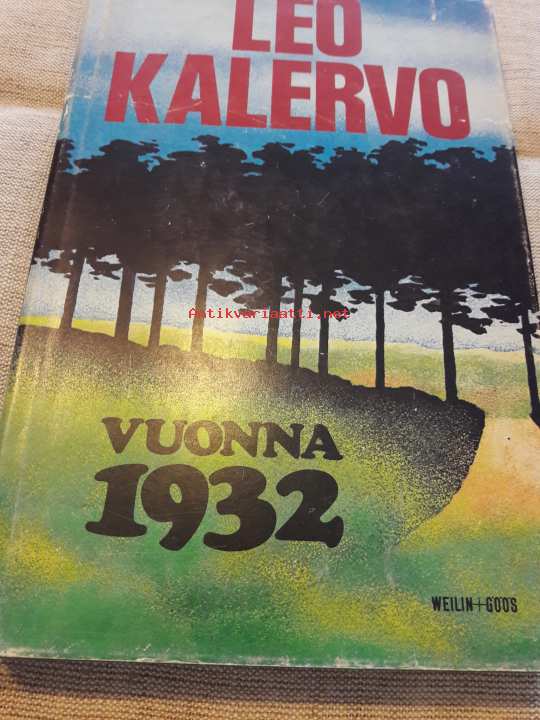 LEO
KALERVO
Antikvariaatti.net
VUONNA
1932
WEILIN+GÖÖS